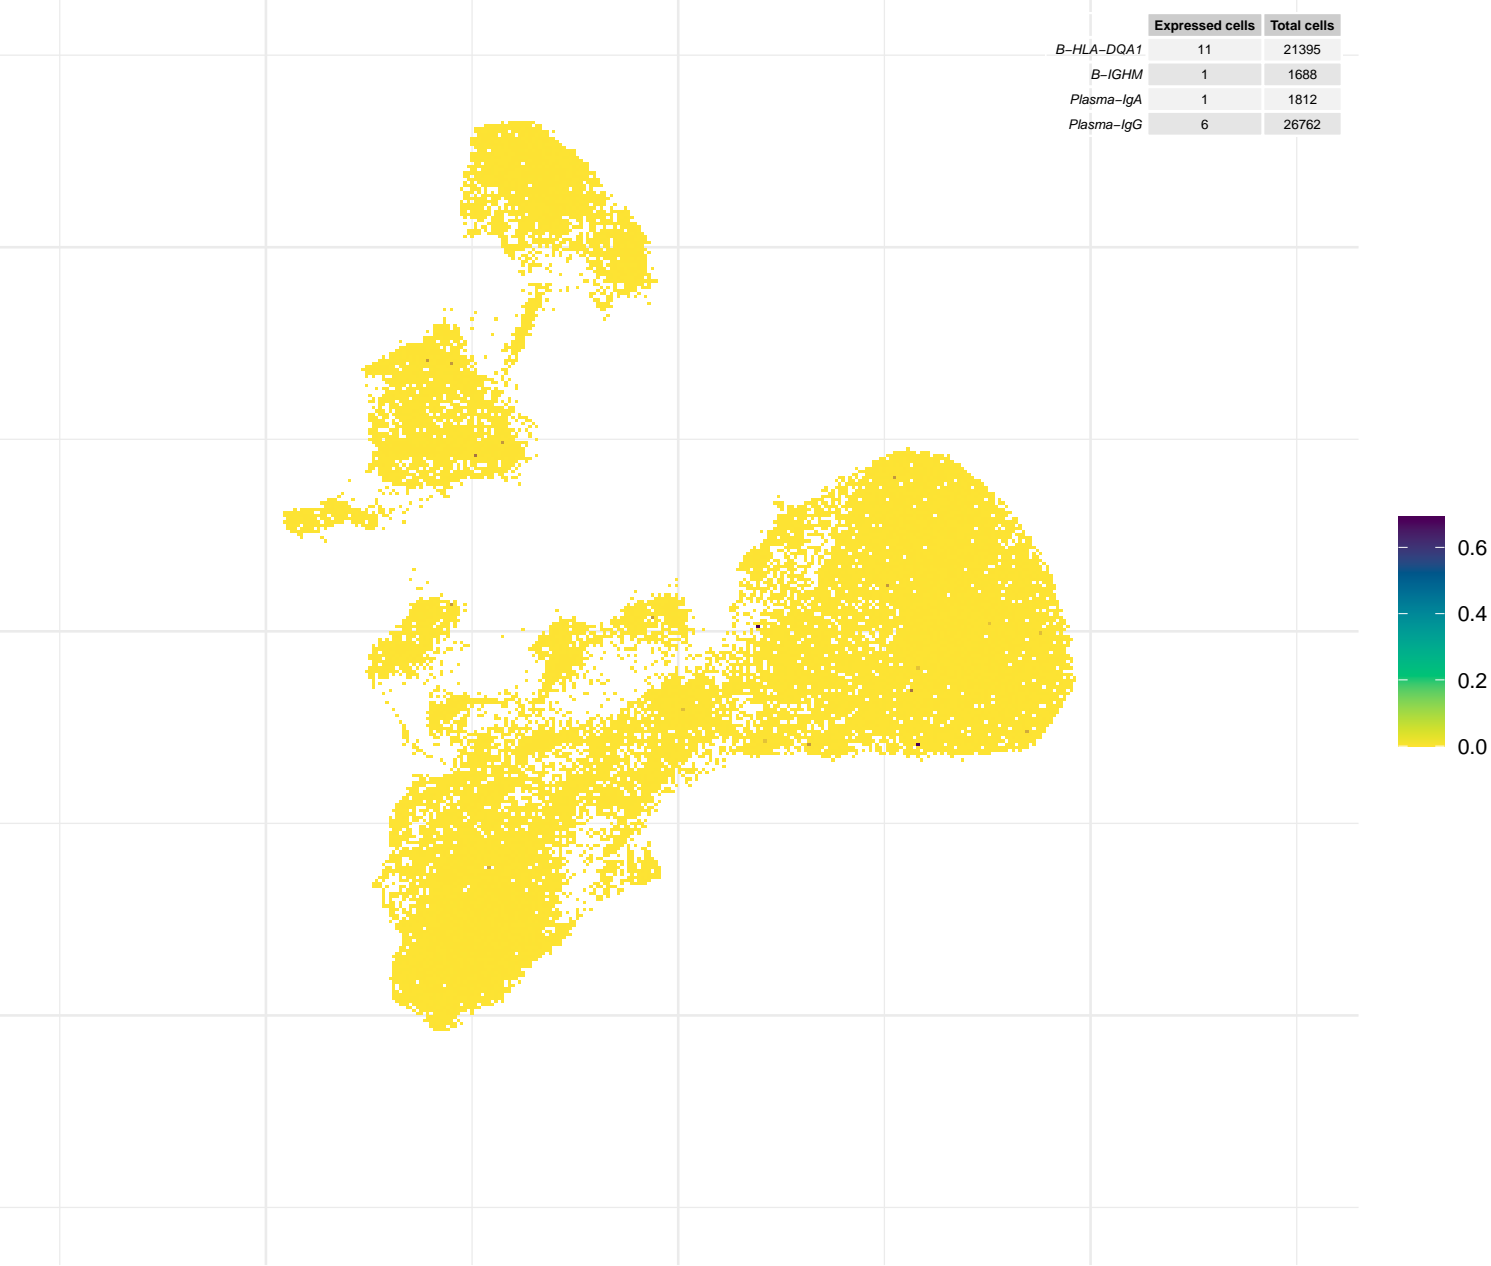 Expressed cells Total cells
B−HLA−DQA1 11 21395
B−IGHM 1 1688
Plasma−IgA 1 1812
Plasma−IgG 6 26762
0.6
0.4
0.2
0.0